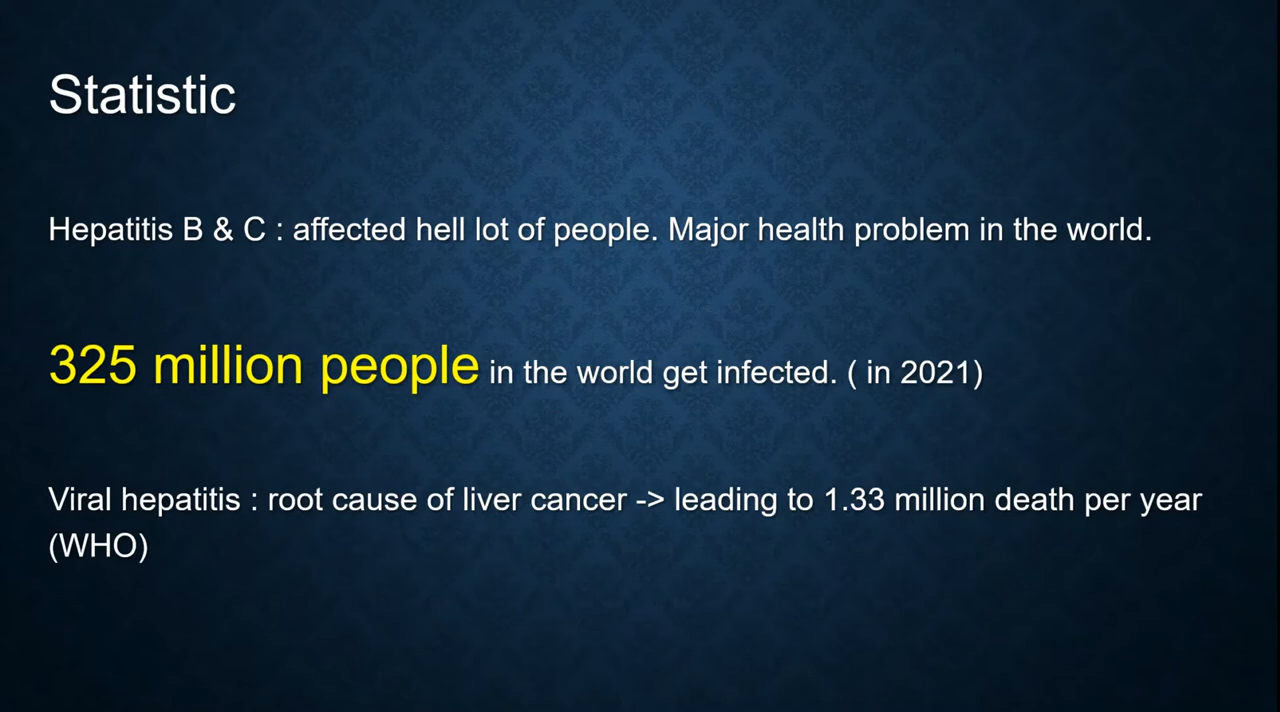 Statistic
Hepatitis B & C : affected hell lot of people. Major health problem in the world.
325 million people in the world get infected. ( in 2021)
Viral hepatitis : root cause of liver cancer -> leading to 1.33 million death per year
(WHO)